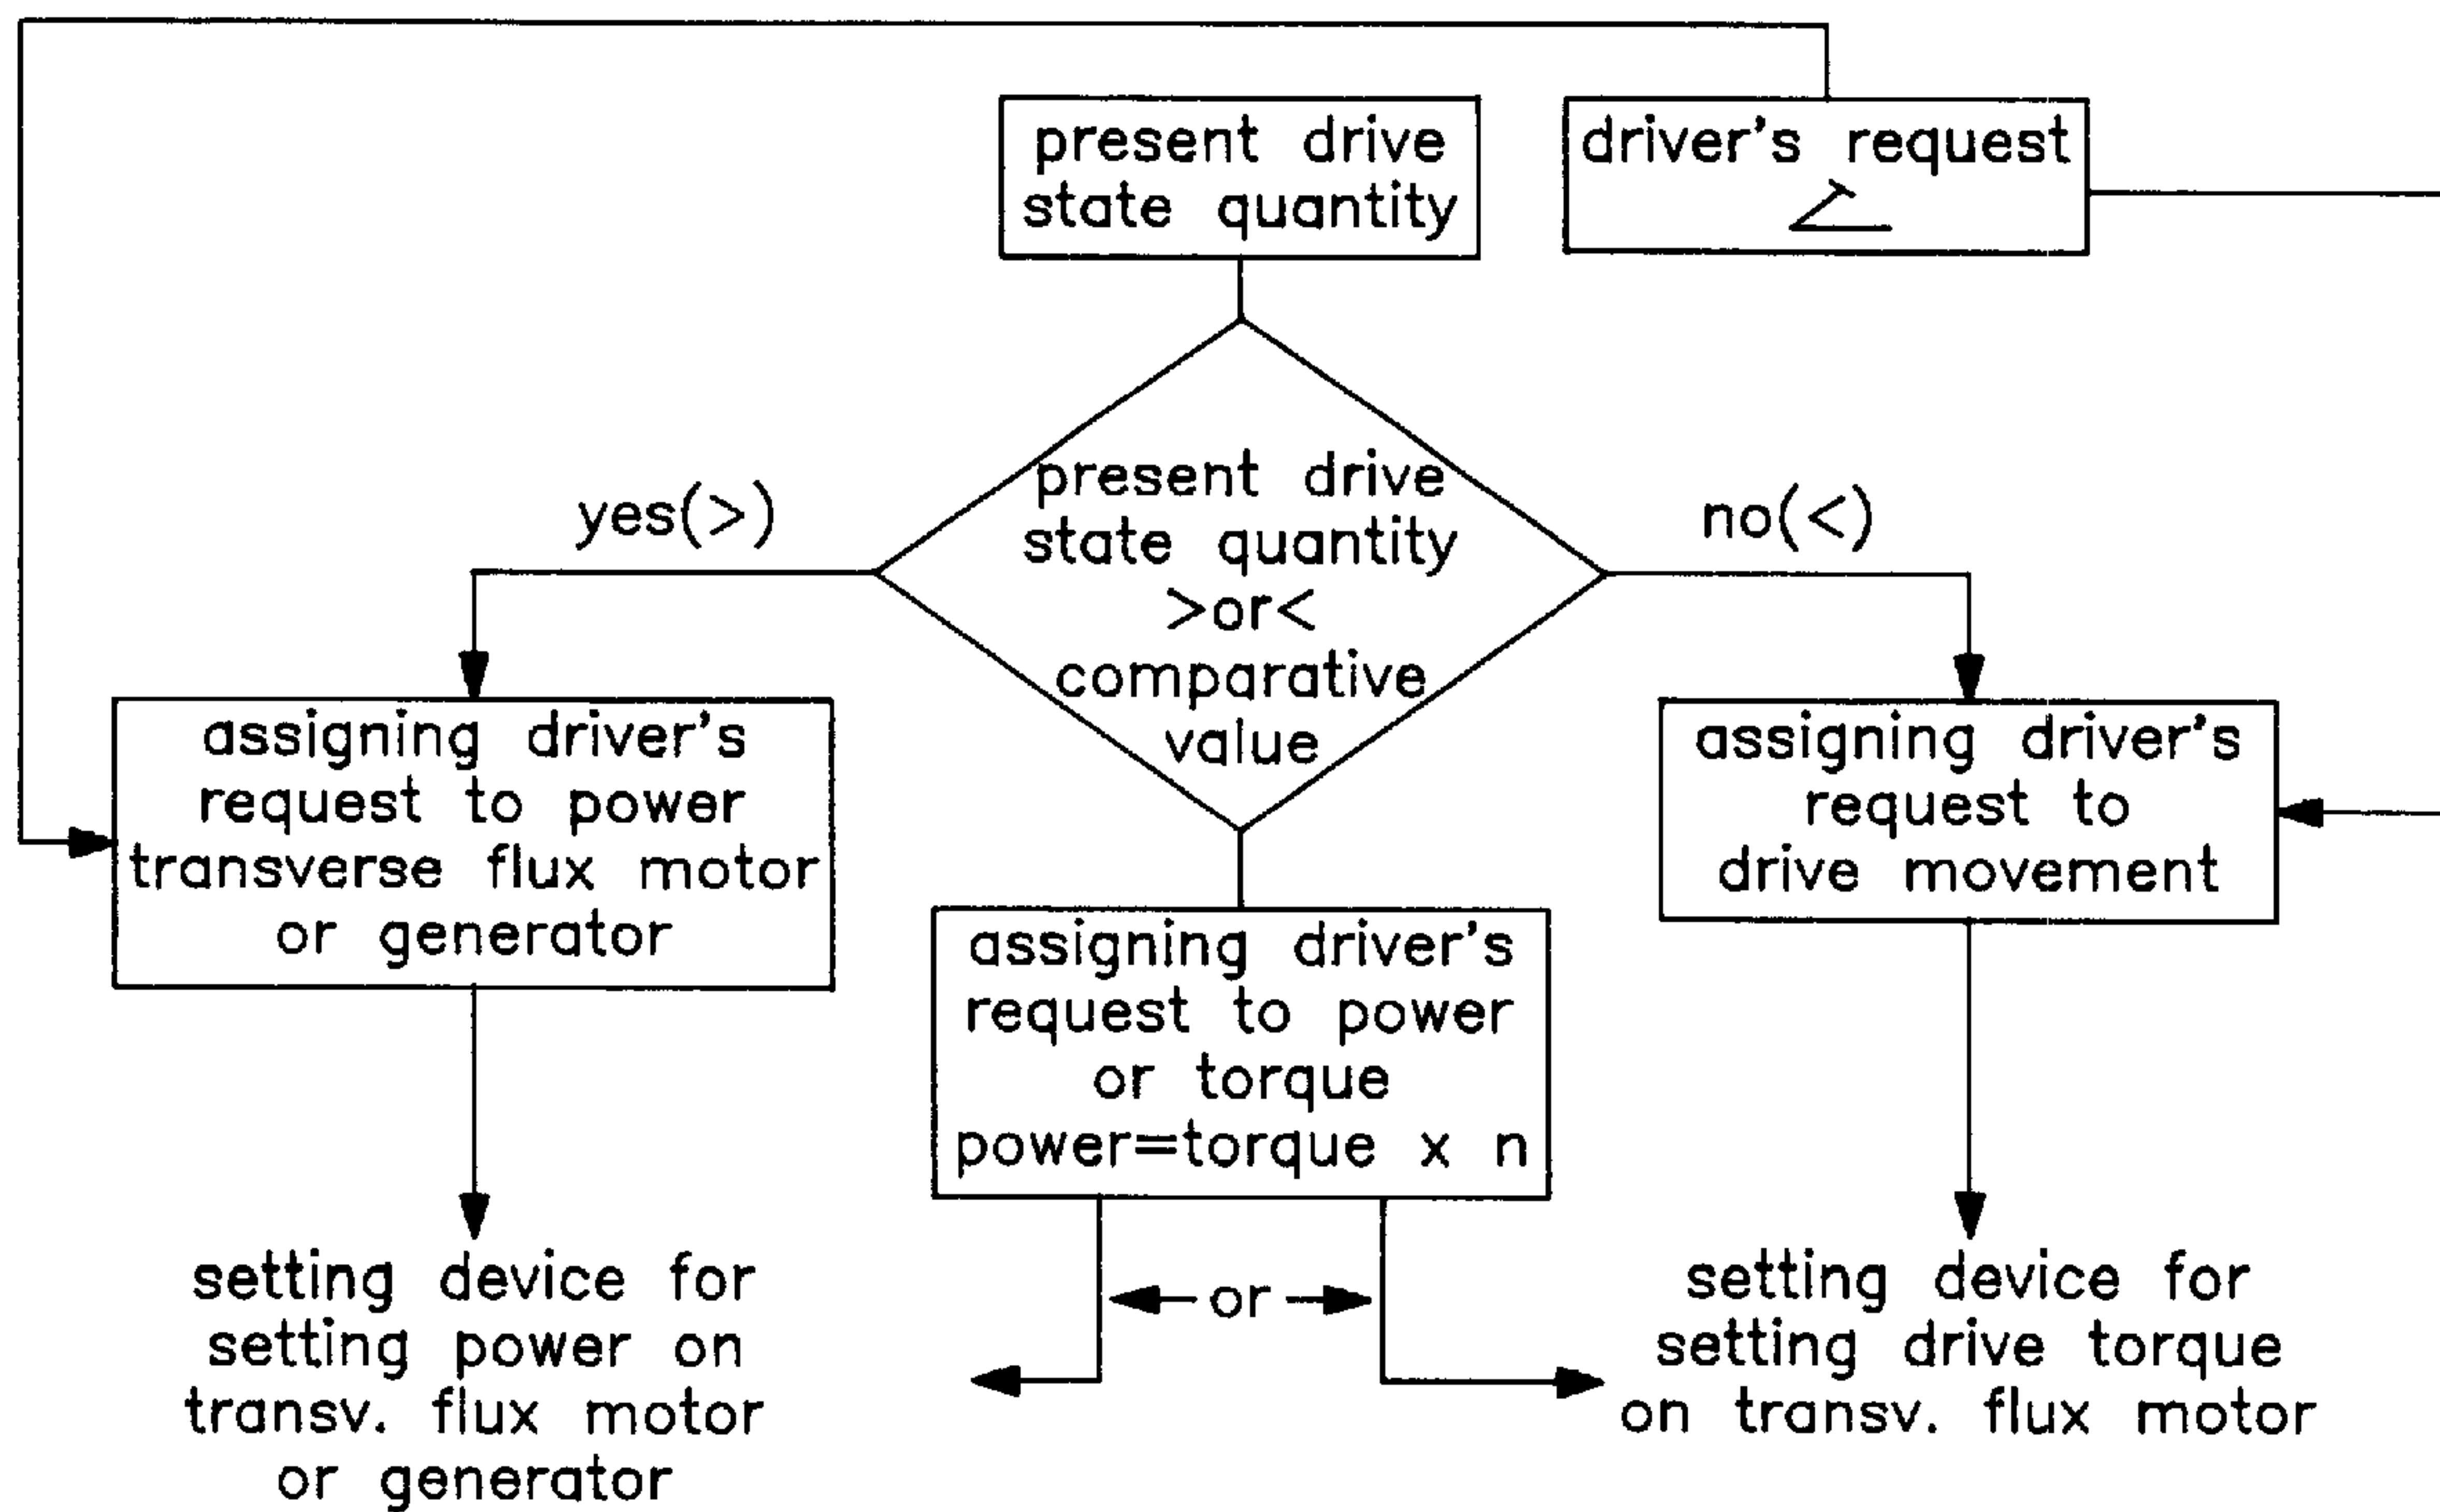 present drive
state quantity
driver's request
yes(>)
present drive
state quantity
>or<
comparative
value
no(<)
assigning driver's
request to power
transverse flux motor
or generator
assigning driver's
request to
drive movement
assigning driver's
request to power
or torque
power=torque x n
setting device for
setting power on
transv. flux motor
or generator
or
setting device for
setting drive torque
on transv. flux motor